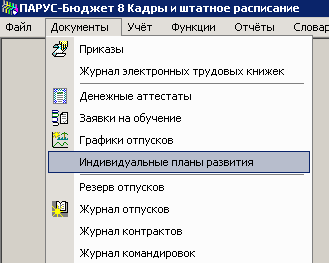 ПАРУС-Бюджет 8 Кадры и штатное расписание
Файл Документы Учёт Функции Отчёты Словар
Приказы
Журнал электронных трудовых книжек
Денежные аттестаты
Заявки на обучение
Графики отпусков
Индивидуальные планы развития
Резерв отпусков
Журнал отпусков
Журнал контрактов
Журнал командировок